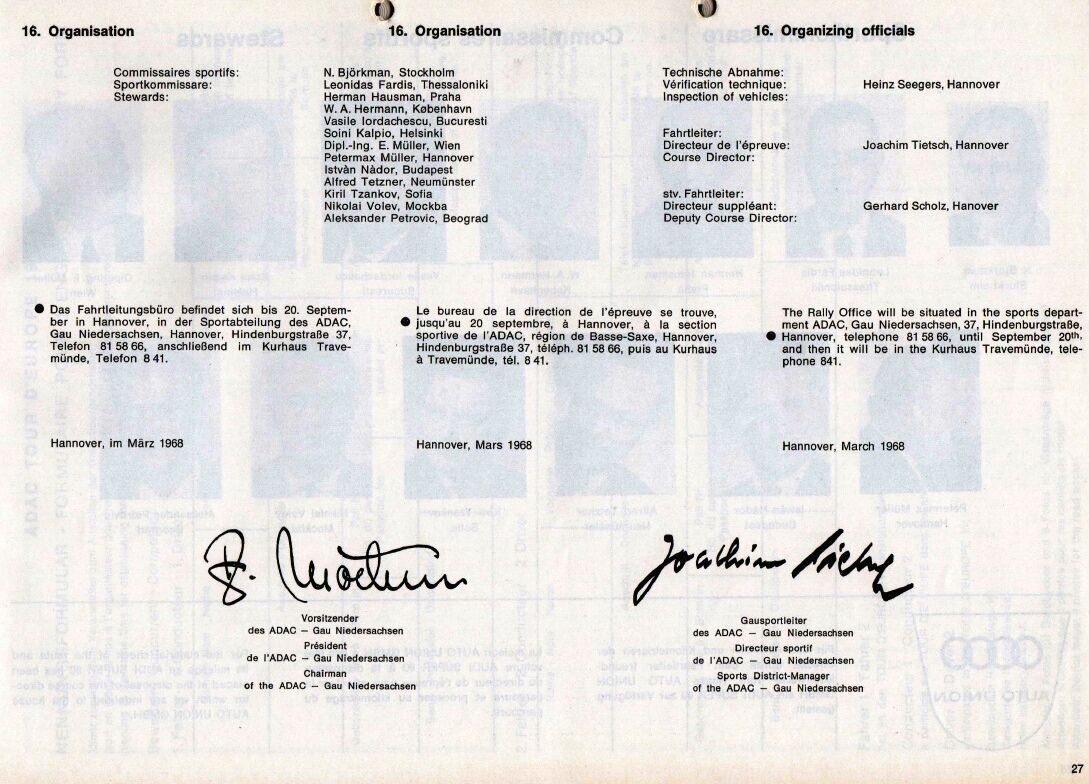 16. Organisation
16. Organisation
16. Organizing officials
Commissaires sportifs:
Sportkommissare:
Stewards:
N. Björkman, Stockholm
Leonidas Fardis, Thessaloniki
Herman Hausman, Praha
W. A. Hermann, København
Vasile Iordachescu, Bucuresti
Soini Kalpio, Helsinki
Dipl.-Ing. E. Müller, Wien
Petermax Müller, Hannover
Istvàn Nàdor, Budapest
Alfred Tetzner, Neumünster
Kiril Tzankov, Sofia
Nikolai Volev, Mockba
Aleksander Petrovic, Beograd
Technische Abnahme:
Vérification technique:
Inspection of vehicles:
Heinz Seegers, Hannover
Fahrtleiter:
Directeur de l'épreuve:
Course Director:
Joachim Tietsch, Hannover
stv. Fahrtleiter:
Directeur suppléant:
Deputy Course Director:
Gerhard Scholz, Hanover
● Das Fahrtleitungsbüro befindet sich bis 20. Septem-
ber in Hannover, in der Sportabteilung des ADAC,
Gau Niedersachsen, Hannover, Hindenburgstraße 37,
Telefon 81 58 66, anschließend im Kurhaus Trave-
münde, Telefon 8 41.
Le bureau de la direction de l'épreuve se trouve,
● jusqu'au 20 septembre, à Hannover, à la section
sportive de l'ADAC, région de Basse-Saxe, Hannover,
Hindenburgstraße 37, téléph. 81 58 66, puis au Kurhaus
à Travemünde, tél. 8 41.
The Rally Office will be situated in the sports depart-
ment ADAC, Gau Niedersachsen, 37, Hindenburgstraße,
● Hannover, telephone 81 58 66, until September 20th,
and then it will be in the Kurhaus Travemünde, tele-
phone 841.
Hannover, im März 1968
Hannover, Mars 1968
Hannover, March 1968
Vorsitzender
des ADAC – Gau Niedersachsen
Président
de l'ADAC – Gau Niedersachsen
Chairman
of the ADAC – Gau Niedersachsen
Joachim
Gausportleiter
des ADAC – Gau Niedersachsen
Directeur sportif
de l'ADAC – Gau Niedersachsen
Sports District-Manager
of the ADAC – Gau Niedersachsen
27